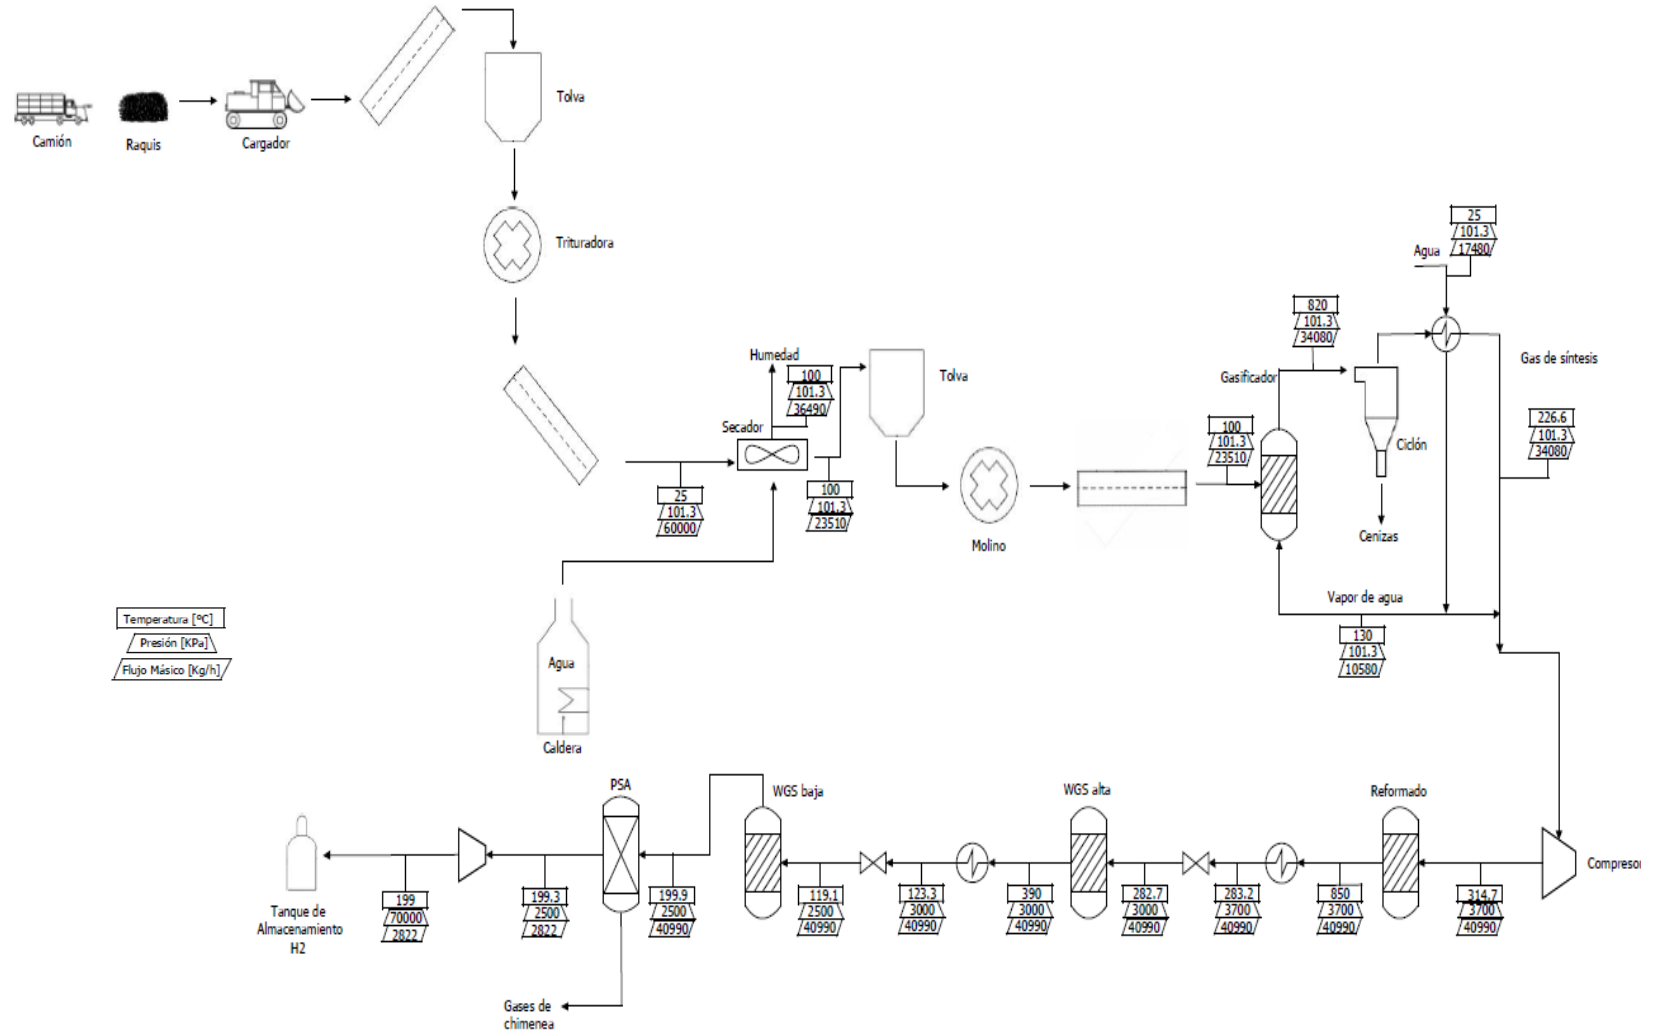 Camión
Raquis
Cargador
Tolva
Trituradora
Humedad
100
101.3
36490
Secador
25
101.3
60000
100
101.3
23510
Tolva
Molino
25
101.3
17480
Agua
820
101.3
34080
Gasificador
100
101.3
23510
Ciclón
Cenizas
Gas de síntesis
226.6
101.3
34080
Vapor de agua
130
101.3
10580
Temperatura [ºC]
Presión [KPa]
Flujo Másico [Kg/h]
Agua
Caldera
PSA
WGS baja
WGS alta
Reformado
Compresor
Tanque de
Almacenamiento
H2
199
70000
2822
199.3
2500
2822
199.9
2500
40990
119.1
2500
40990
123.3
3000
40990
390
3000
40990
282.7
3000
40990
283.2
3700
40990
850
3700
40990
314.7
3700
40990
Gases de
chimenea